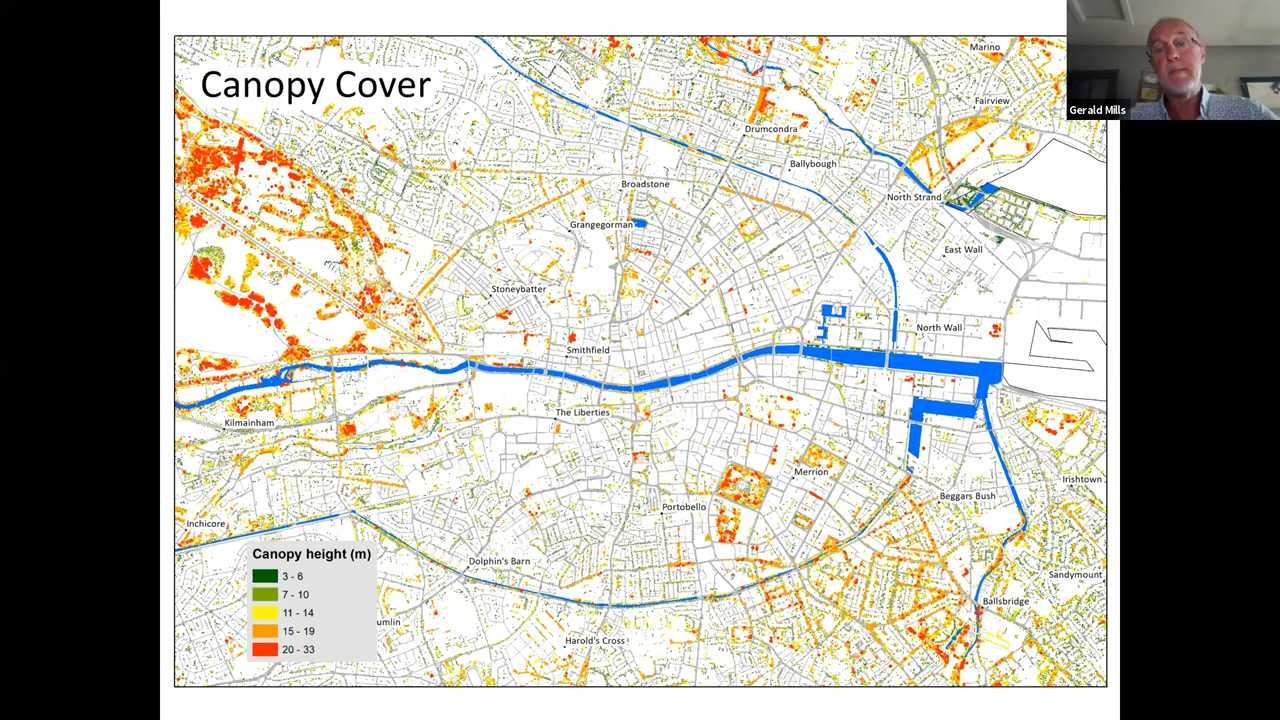 Canopy Cover
Gerald Mills
Marino
Fairview
Drumcondra
Ballybough
Broadstone
North Strand
Grangegorman
East Wall
Stoneybatter
North Wall
Smithfield
The Liberties
Kilmainham
Merrion
Irishtown
Beggars Bush
Portobello
Inchicore
Dolphin's Barn
Sandymount
Ballsbridge
umlin
Harold's Cross
Canopy height (m)
3 - 6
7 - 10
11 - 14
15 - 19
20 - 33